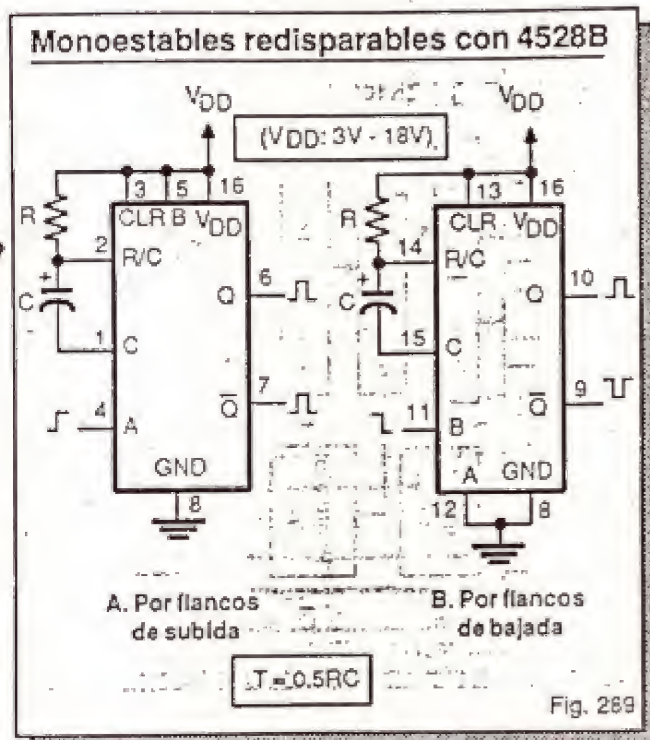 Monoestables redisparables con 4528B
VDD
VDD
(VDD: 3V - 18V)
3 5 16
13 16
R
CLR B VDD
R
CLR VDD
2
R/C
14
R/C
6
Q
10
Q
C
+
C
+
1
C
15
C
7
Q̅
9
Q̅
4
A
11
B
GND
A GND
8
12
8
A. Por flancos
de subida
B. Por flancos
de bajada
T = 0.5RC
Fig. 269